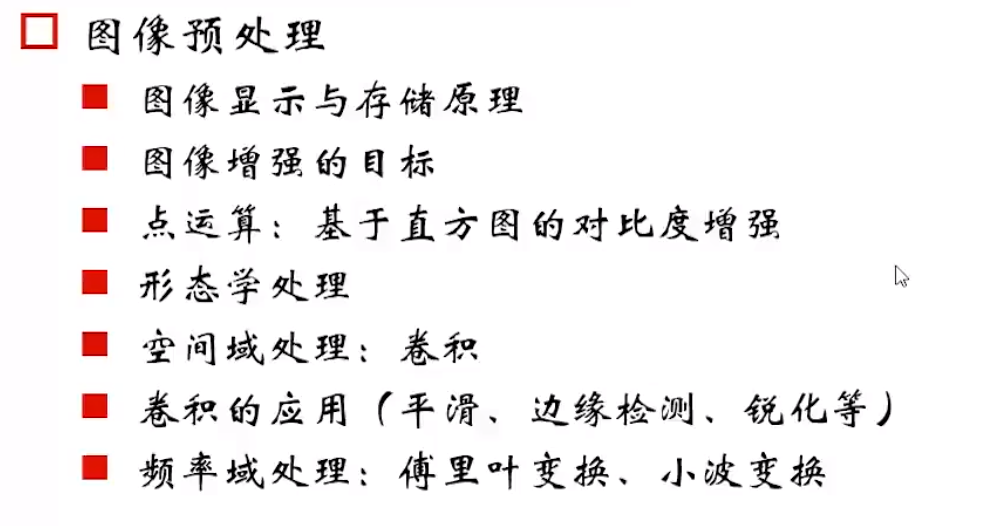 图像预处理
图像显示与存储原理
图像增强的目标
点运算：基于直方图的对比度增强
形态学处理
空间域处理：卷积
卷积的应用（平滑、边缘检测、锐化等）
频率域处理：傅里叶变换、小波变换